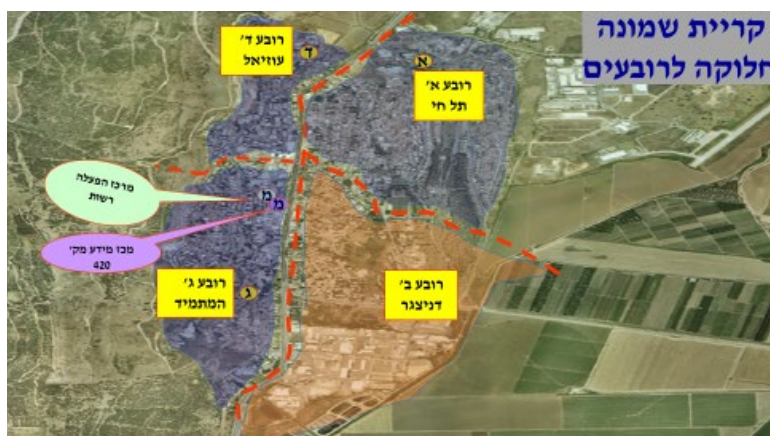 קריית שמונה
חלוקה לרובעים
רובע ד'
עוזיאל
ד
א
רובע א'
תל חי
מרכז הפעלה
רשות
מ
מ
מכז מידע מק'
420
רובע ג'
המתמיד
ג
רובע ב'
דניצגר